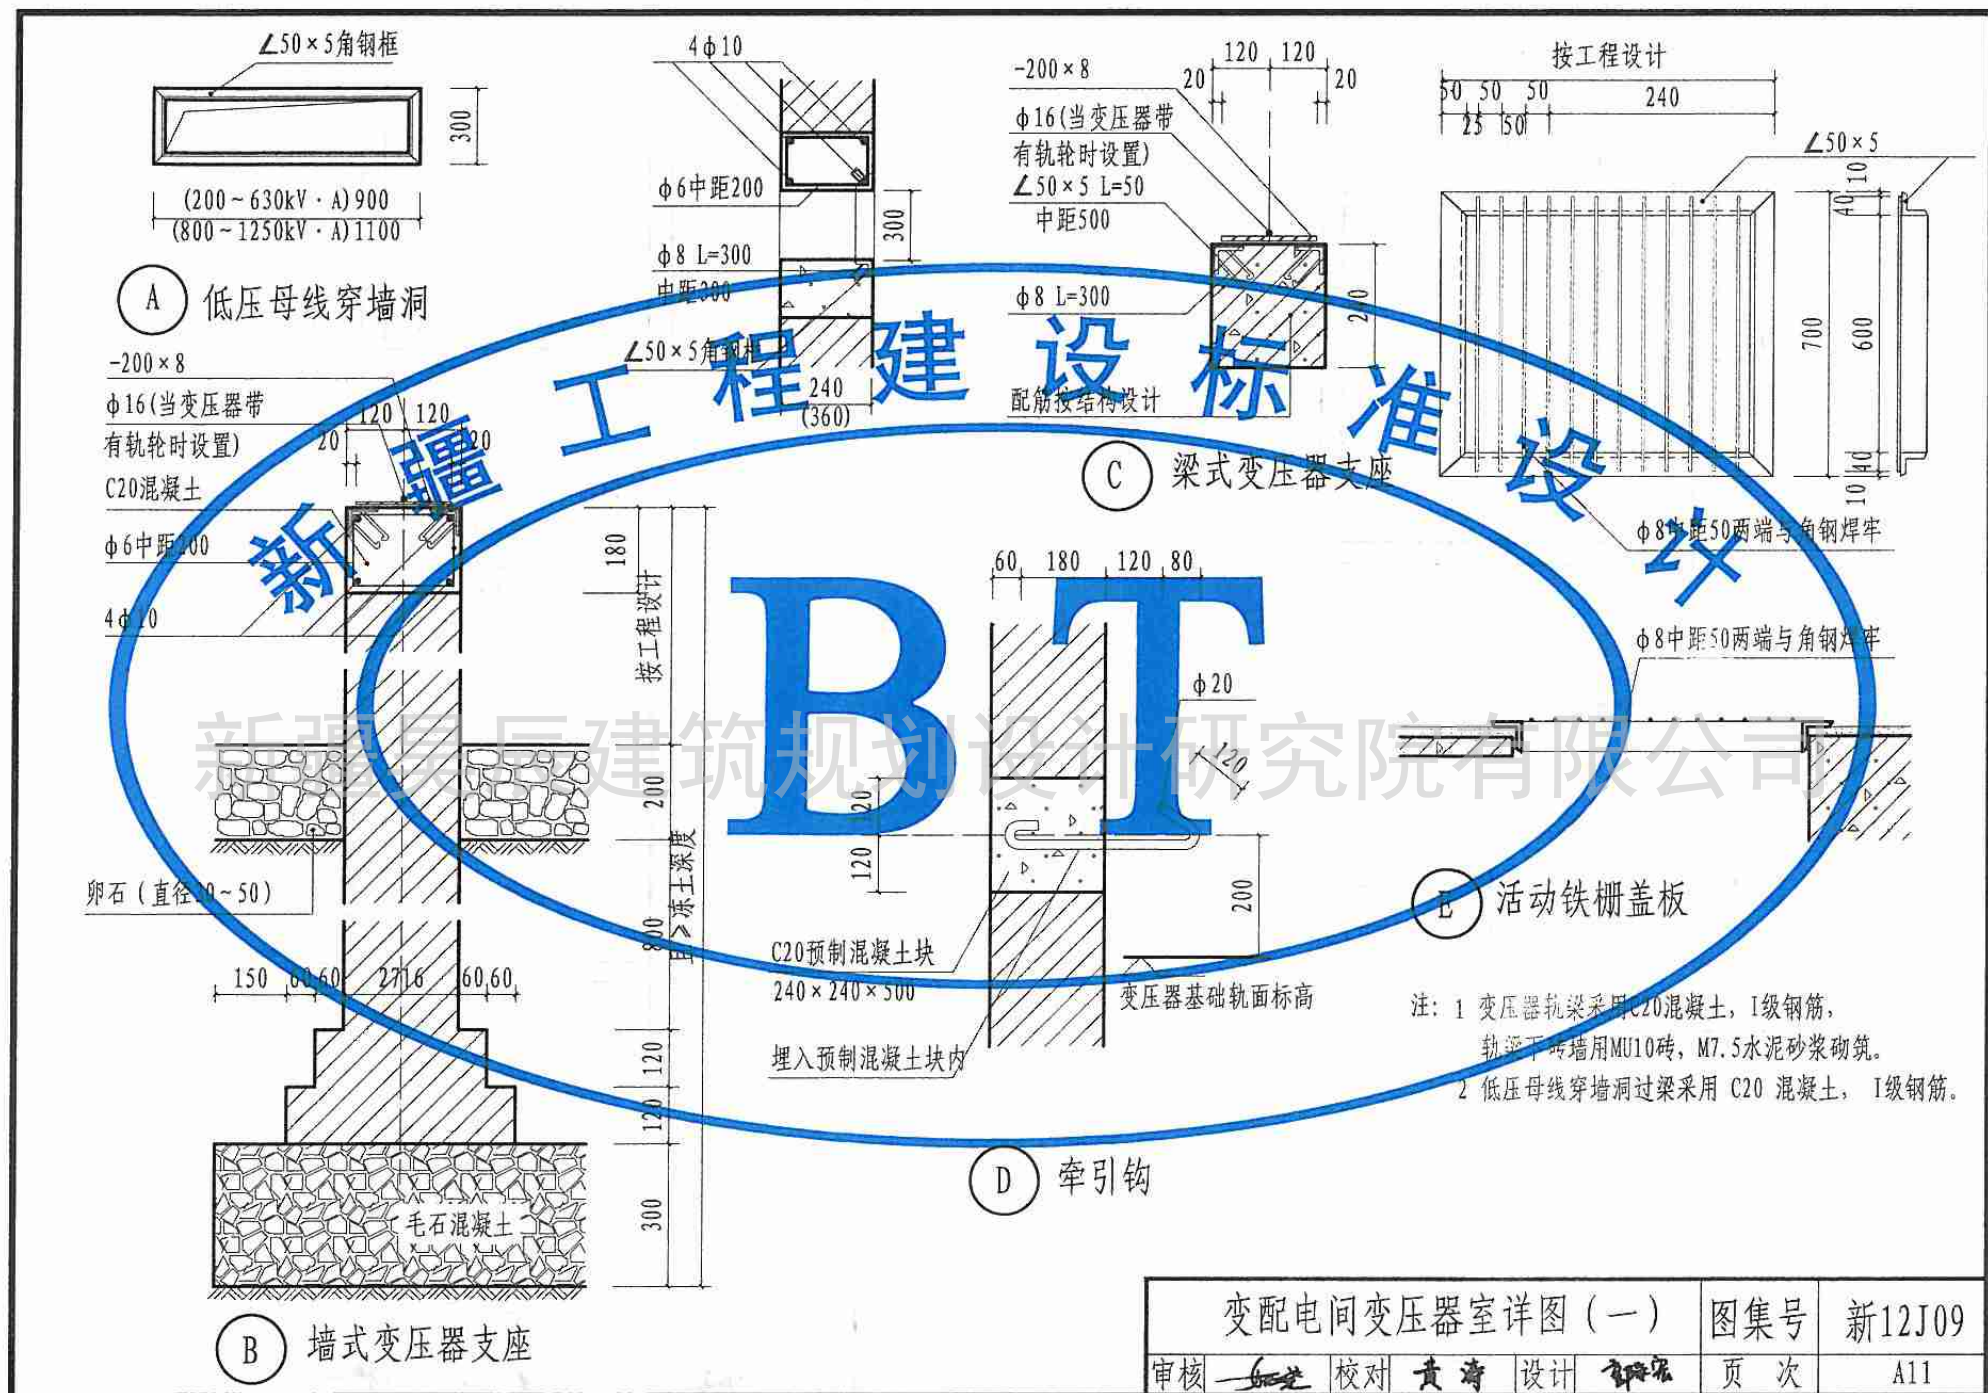 ∠50×5角钢框
300
(200~630kV·A)900
(800~1250kV·A)1100
A 低压母线穿墙洞
4ф10
ф6中距200
300
ф8 L=300
中距300
∠50×5角钢框
240
(360)
120 120
20 20
-200×8
ф16(当变压器带
有轨轮时设置)
∠50×5 L=50
中距500
ф8 L=300
240
配筋按结构设计
C 梁式变压器支座
按工程设计
50 50 50 240
25 50
∠50×5
10
40
700
600
40
10
ф8中距50两端与角钢焊牢
ф8中距50两端与角钢焊牢
E 活动铁栅盖板
-200×8
ф16(当变压器带
有轨轮时设置)
C20混凝土
ф6中距200
4ф10
120 120
20 20
180
按工程设计
200
800
且≥冻土深度
卵石(直径30~50)
150 60 60 2716 60 60
120
120
300
毛石混凝土
B 墙式变压器支座
60 180 120 80
ф20
120
120
120
200
C20预制混凝土块
240×240×500
埋入预制混凝土块内
变压器基础轨面标高
D 牵引钩
注: 1 变压器轨梁采用C20混凝土, I级钢筋,
轨梁下砖墙用MU10砖, M7.5水泥砂浆砌筑。
2 低压母线穿墙洞过梁采用 C20 混凝土, I级钢筋。
新疆工程建设标准设计
BT
新疆昊辰建筑规划设计研究院有限公司
变配电间变压器室详图(一) 图集号 新12J09
审核 校对 黄涛 设计 页次 A11